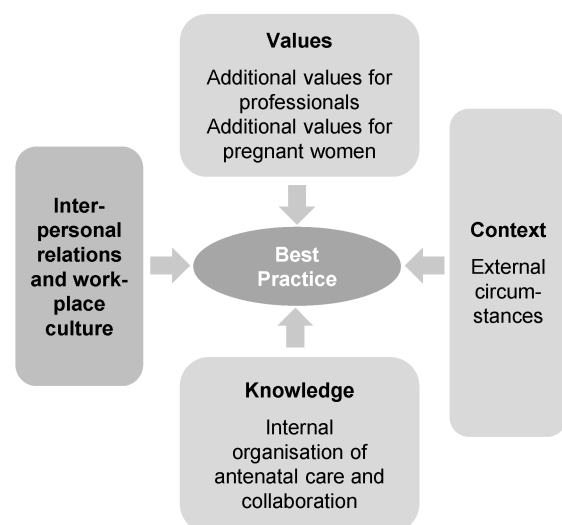 Values
Additional values for
professionals
Additional values for
pregnant women
Inter-
personal
relations
and work-
place
culture
Best
Practice
Context
External
circum-
stances
Knowledge
Internal
organisation of
antenatal care and
collaboration